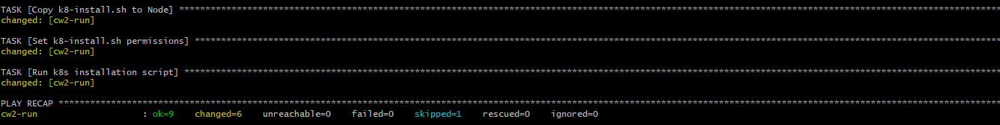 TASK [Copy k8-install.sh to Node] ********************************************************************************************************************************************************************
changed: [cw2-run]
TASK [Set k8-install.sh permissions] *****************************************************************************************************************************************************************
changed: [cw2-run]
TASK [Run k8s installation script] *******************************************************************************************************************************************************************
changed: [cw2-run]
PLAY RECAP *******************************************************************************************************************************************************************************************
cw2-run                    : ok=9    changed=6    unreachable=0    failed=0    skipped=1    rescued=0    ignored=0